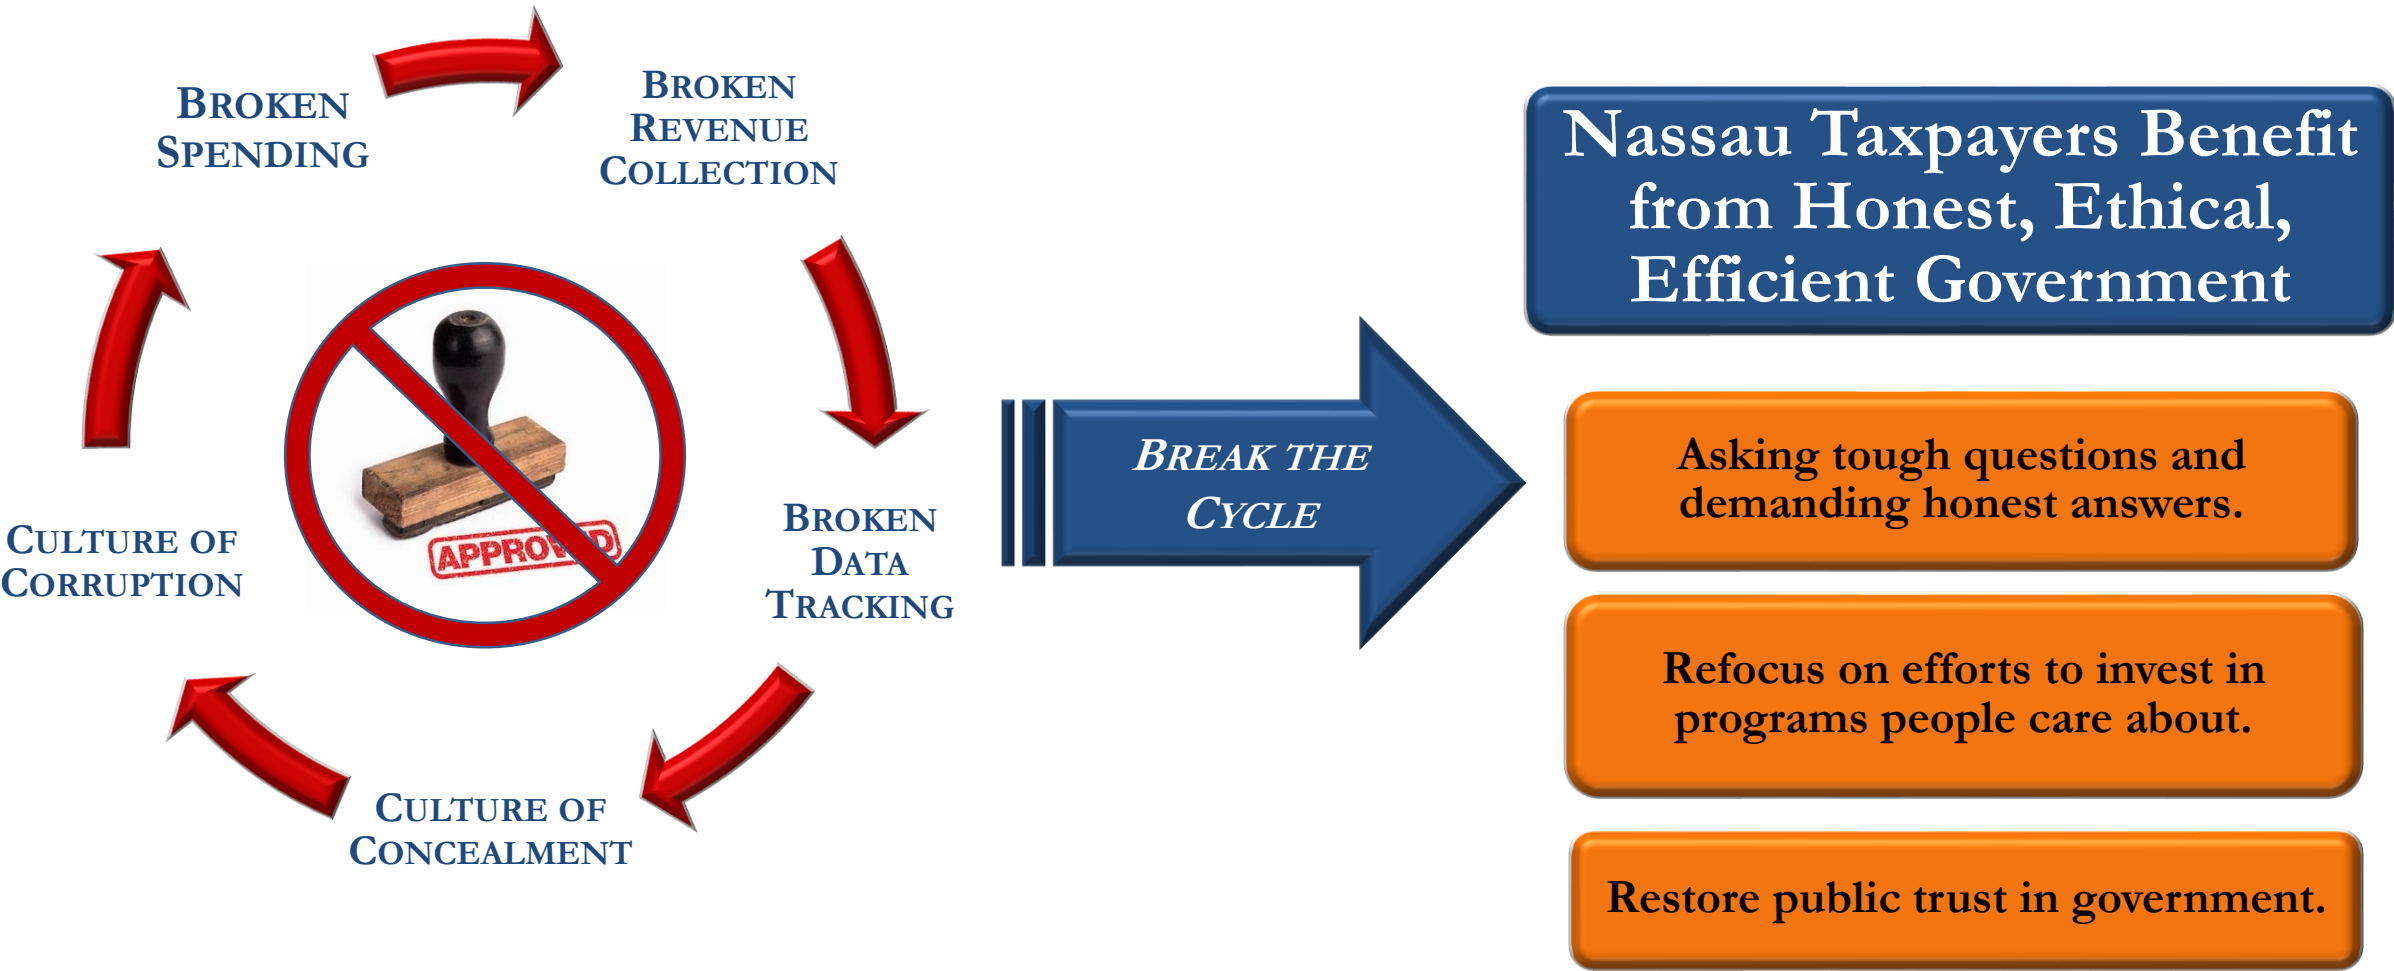 BROKEN
SPENDING
BROKEN
REVENUE
COLLECTION
BROKEN
DATA
TRACKING
CULTURE OF
CONCEALMENT
CULTURE OF
CORRUPTION
APPROVED
BREAK THE
CYCLE
Nassau Taxpayers Benefit
from Honest, Ethical,
Efficient Government
Asking tough questions and
demanding honest answers.
Refocus on efforts to invest in
programs people care about.
Restore public trust in government.